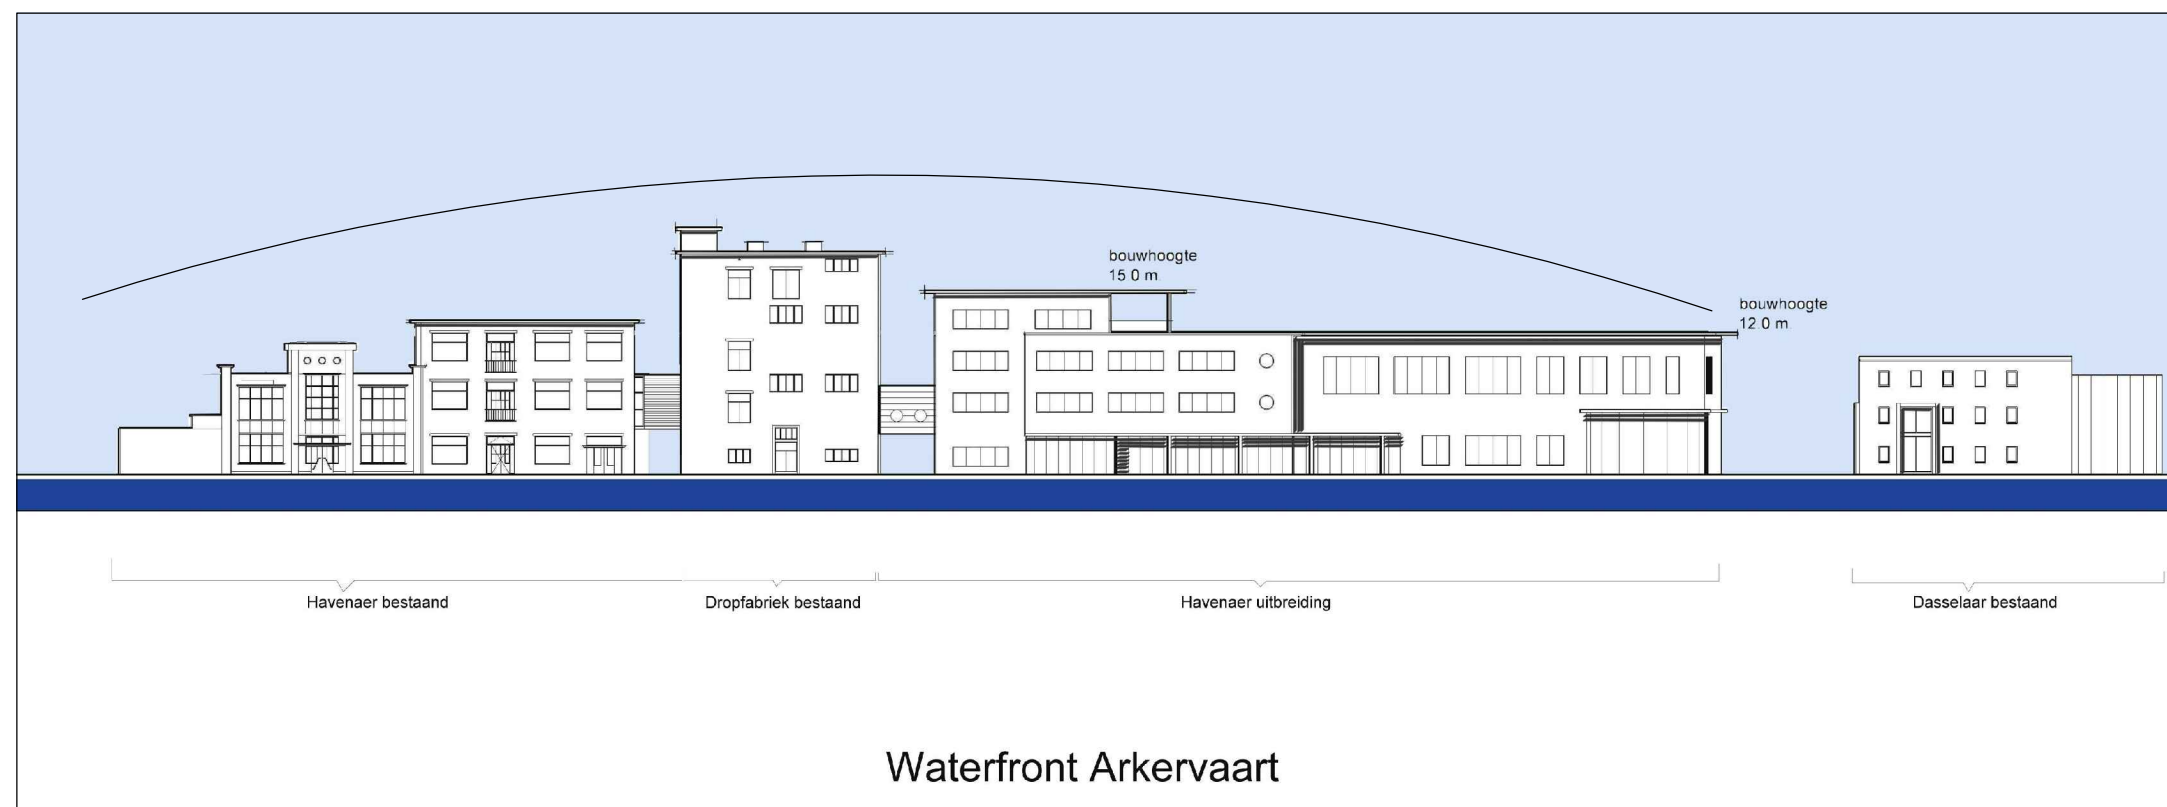 bouwhoogte
15 0 m
bouwhoogte
12 0 m
Havenaer bestaand
Dropfabriek bestaand
Havenaer uitbreiding
Dasselaar bestaand
Waterfront Arkervaart